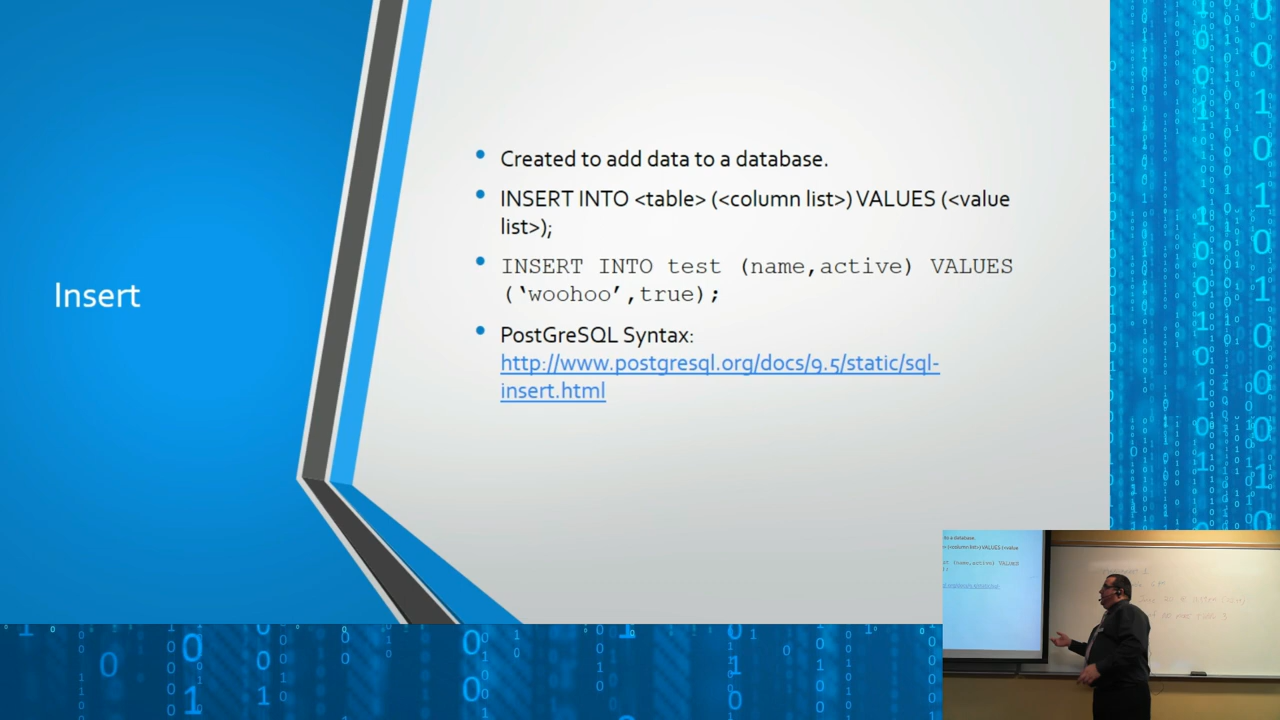 Insert
Created to add data to a database.
INSERT INTO <table> (<column list>) VALUES (<value
list>);
INSERT INTO test (name,active) VALUES
(‘woohoo’,true);
PostGreSQL Syntax:
http://www.postgresql.org/docs/9.5/static/sql-
insert.html